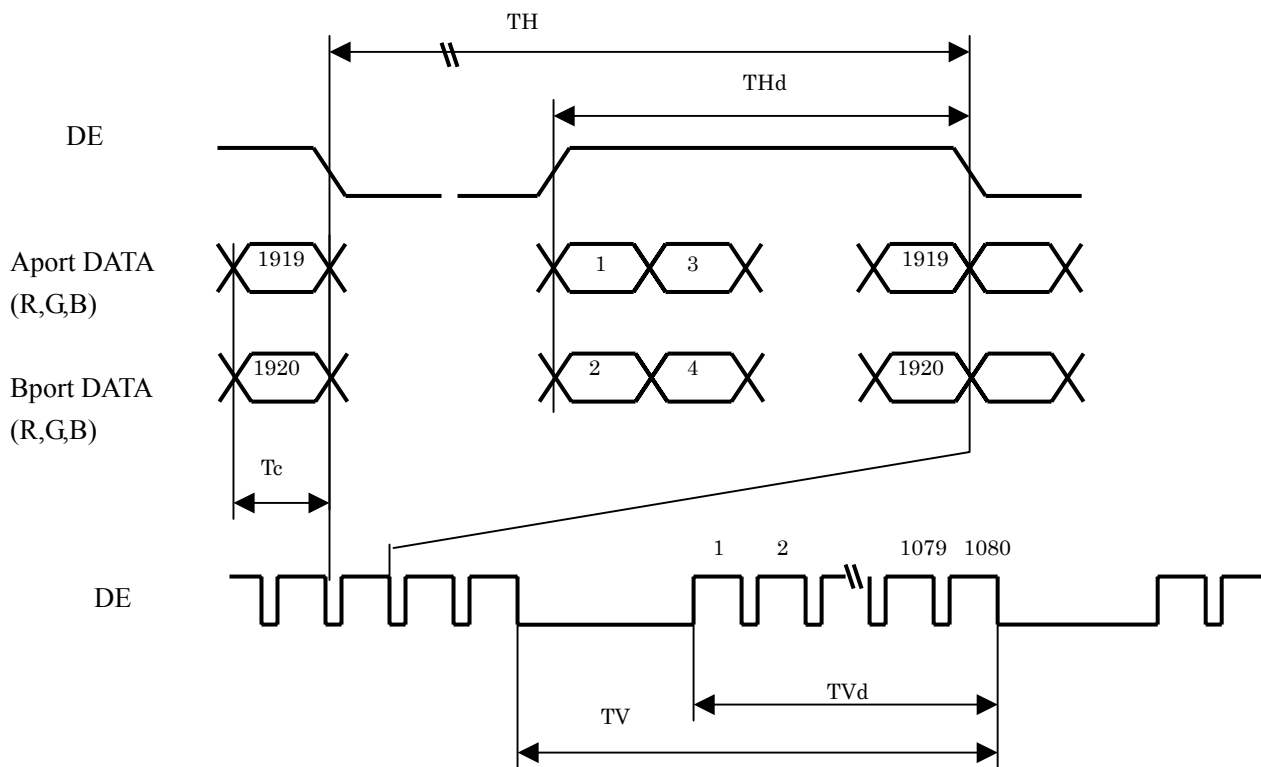 TH
THd
DE
Aport DATA
(R,G,B)
1919 1 3 1919
Bport DATA
(R,G,B)
1920 2 4 1920
Tc
1 2 1079 1080
DE
TVd
TV